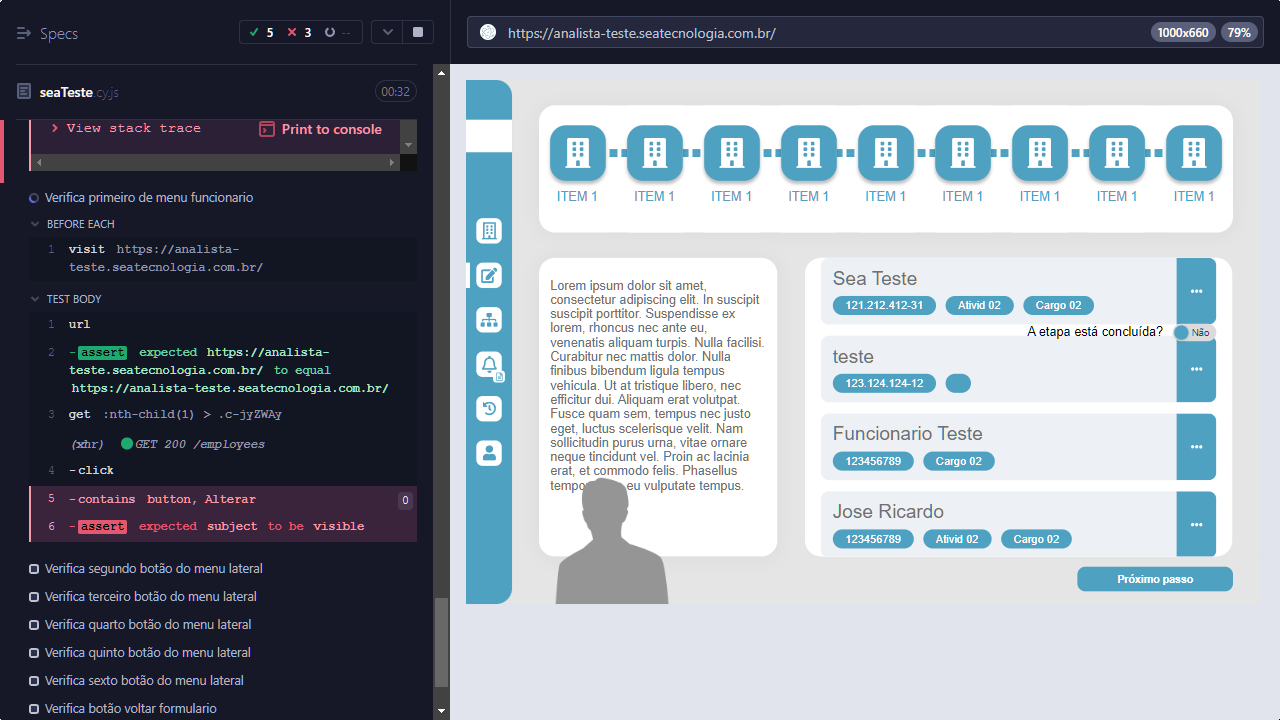 Specs
5 3 --
seaTeste.cy.js 00:32
View stack trace Print to console
Verifica primeiro de menu funcionario
BEFORE EACH
1 visit https://analista-
teste.seatecnologia.com.br/
TEST BODY
1 url
2 -assert expected https://analista-
teste.seatecnologia.com.br/ to equal
https://analista-teste.seatecnologia.com.br/
3 get :nth-child(1) > .c-jyZWAy
(xhr) GET 200 /employees
4 -click
5 -contains button, Alterar 0
6 -assert expected subject to be visible
Verifica segundo botão do menu lateral
Verifica terceiro botão do menu lateral
Verifica quarto botão do menu lateral
Verifica quinto botão do menu lateral
Verifica sexto botão do menu lateral
Verifica botão voltar formulario
https://analista-teste.seatecnologia.com.br/ 1000x660 79%
ITEM 1 ITEM 1 ITEM 1 ITEM 1 ITEM 1 ITEM 1 ITEM 1 ITEM 1 ITEM 1
Lorem ipsum dolor sit amet,
consectetur adipiscing elit. In suscipit
suscipit porttitor. Suspendisse ex
lorem, rhoncus nec ante eu,
venenatis aliquam turpis. Nulla facilisi.
Curabitur nec mattis dolor. Nulla
finibus bibendum ligula tempus
vehicula. Ut at tristique libero, nec
efficitur dui. Aliquam erat volutpat.
Fusce quam sem, tempus nec justo
eget, luctus scelerisque velit. Nam
sollicitudin purus urna, vitae ornare
neque tincidunt vel. Proin ac lacinia
erat, et commodo felis. Phasellus
eu vulputate tempus.
Sea Teste
121.212.412-31 Ativid 02 Cargo 02
•••
A etapa está concluída? Não
teste
123.124.124-12
•••
Funcionario Teste
123456789 Cargo 02
•••
Jose Ricardo
123456789 Ativid 02 Cargo 02
•••
Próximo passo